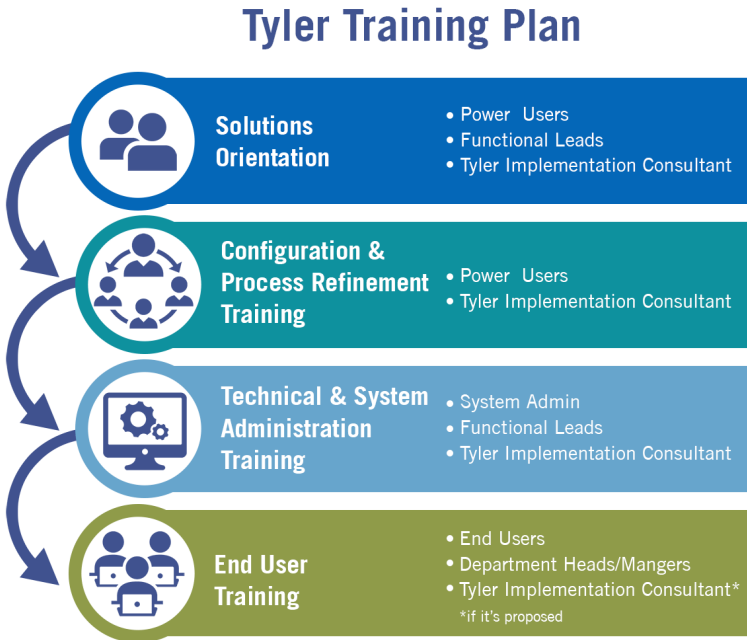 Tyler Training Plan
Solutions
Orientation
• Power Users
• Functional Leads
• Tyler Implementation Consultant
Configuration &
Process Refinement
Training
• Power Users
• Tyler Implementation Consultant
Technical & System
Administration
Training
• System Admin
• Functional Leads
• Tyler Implementation Consultant
End User
Training
• End Users
• Department Heads/Mangers
• Tyler Implementation Consultant*
*if it's proposed